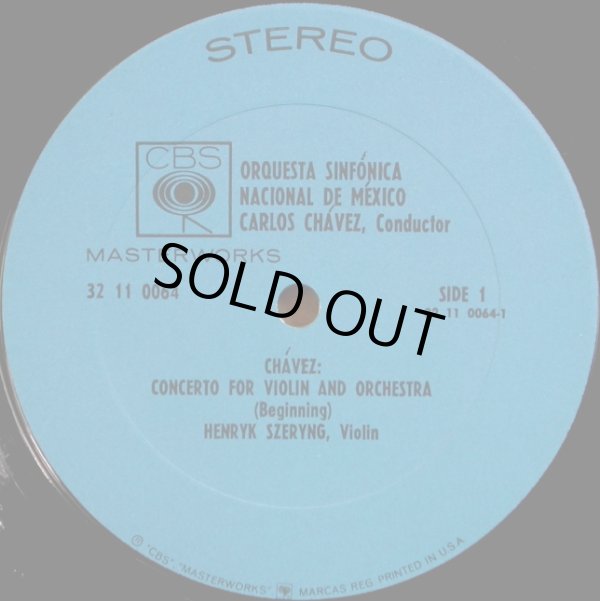 STEREO
CBS
ORQUESTA SINFÓNICA
NACIONAL DE MÉXICO
CARLOS CHÁVEZ, Conductor
MASTERWORKS
SOLD OUT
32 11 0064
SIDE 1
32 11 0064-1
CHÁVEZ:
CONCERTO FOR VIOLIN AND ORCHESTRA
(Beginning)
HENRYK SZERYNG, Violin
℗ "CBS", "MASTERWORKS" MARCAS REG. PRINTED IN U.S.A.